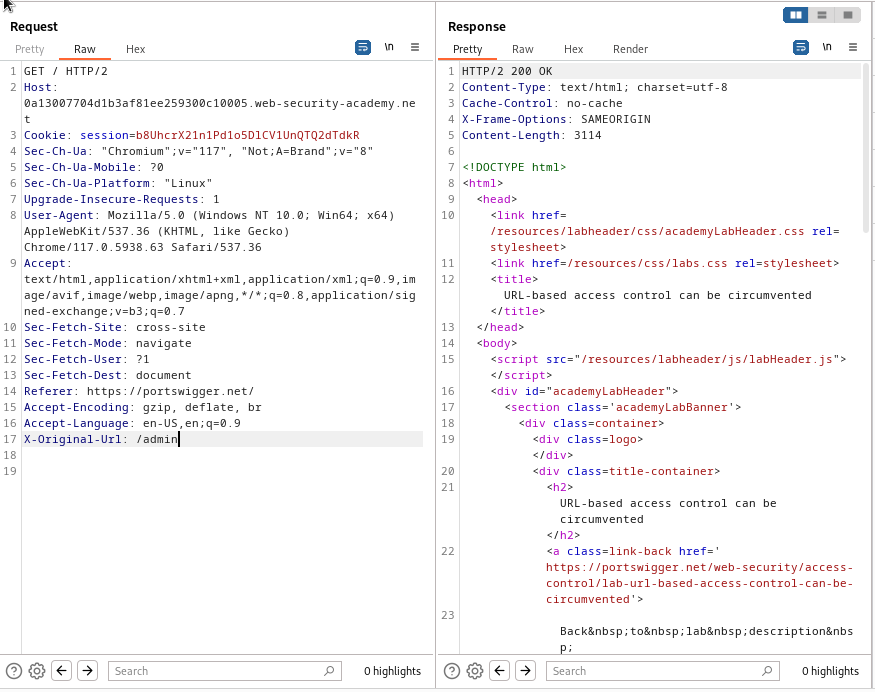 Request
Pretty Raw Hex \n
1 GET / HTTP/2
2 Host:
0a13007704d1b3af81ee259300c10005.web-security-academy.ne
t
3 Cookie: session=b8UhcrX21n1Pd1o5D1CV1UnQTQ2dTdkR
4 Sec-Ch-Ua: "Chromium";v="117", "Not;A=Brand";v="8"
5 Sec-Ch-Ua-Mobile: ?0
6 Sec-Ch-Ua-Platform: "Linux"
7 Upgrade-Insecure-Requests: 1
8 User-Agent: Mozilla/5.0 (Windows NT 10.0; Win64; x64)
AppleWebKit/537.36 (KHTML, like Gecko)
Chrome/117.0.5938.63 Safari/537.36
9 Accept:
text/html,application/xhtml+xml,application/xml;q=0.9,im
age/avif,image/webp,image/apng,*/*;q=0.8,application/sig
ned-exchange;v=b3;q=0.7
10 Sec-Fetch-Site: cross-site
11 Sec-Fetch-Mode: navigate
12 Sec-Fetch-User: ?1
13 Sec-Fetch-Dest: document
14 Referer: https://portswigger.net/
15 Accept-Encoding: gzip, deflate, br
16 Accept-Language: en-US,en;q=0.9
17 X-Original-Url: /admin
18
19
Search 0 highlights
Response
Pretty Raw Hex Render \n
1 HTTP/2 200 OK
2 Content-Type: text/html; charset=utf-8
3 Cache-Control: no-cache
4 X-Frame-Options: SAMEORIGIN
5 Content-Length: 3114
6
7 <!DOCTYPE html>
8 <html>
9 <head>
10 <link href=
/resources/labheader/css/academyLabHeader.css rel=
stylesheet>
11 <link href=/resources/css/labs.css rel=stylesheet>
12 <title>
URL-based access control can be circumvented
</title>
13 </head>
14 <body>
15 <script src="/resources/labheader/js/labHeader.js">
</script>
16 <div id="academyLabHeader">
17 <section class='academyLabBanner'>
18 <div class=container>
19 <div class=logo>
</div>
20 <div class=title-container>
21 <h2>
URL-based access control can be
circumvented
</h2>
22 <a class=link-back href='
https://portswigger.net/web-security/access-
control/lab-url-based-access-control-can-be-
circumvented'>
23
Back&nbsp;to&nbsp;lab&nbsp;description&nbs
p;
Search 0 highlights